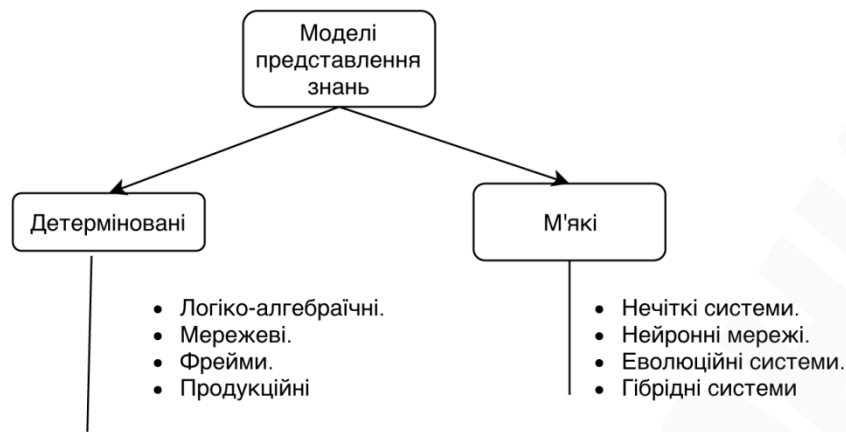 Моделі
представлення
знань
Детерміновані
М'які
• Логіко-алгебраїчні.
• Мережеві.
• Фрейми.
• Продукційні
• Нечіткі системи.
• Нейронні мережі.
• Еволюційні системи.
• Гібрідні системи